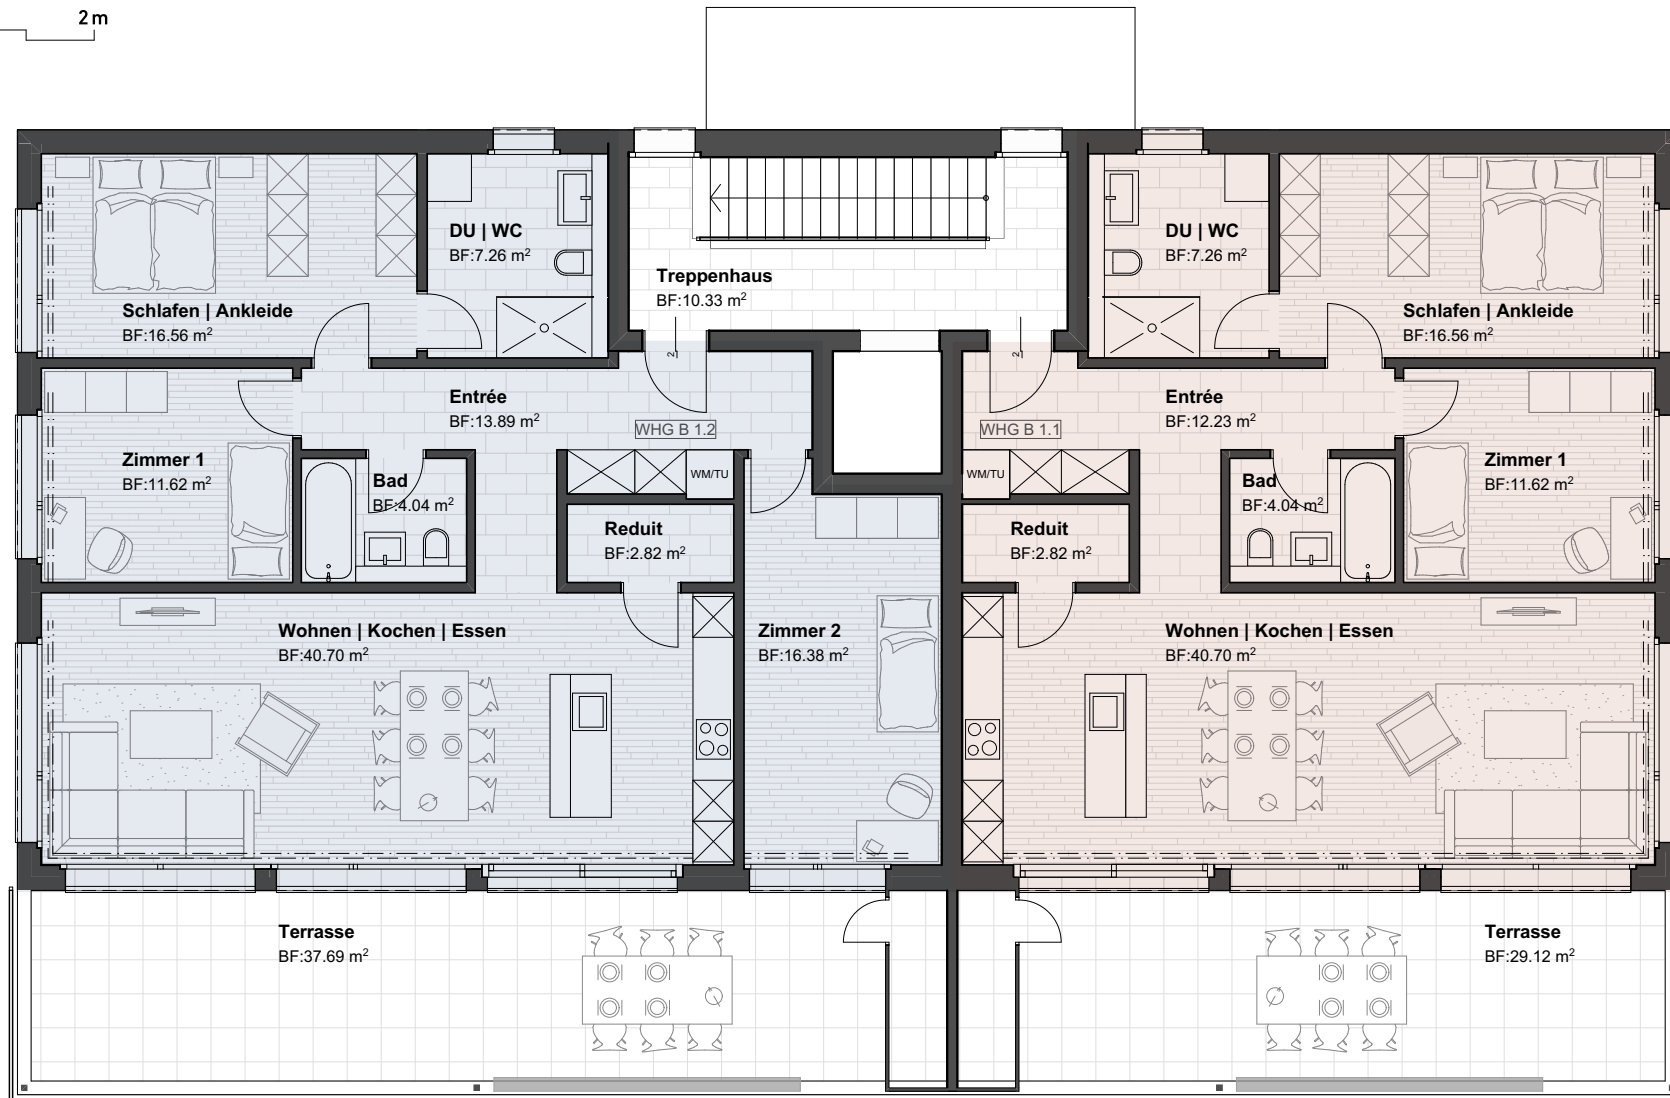 2 m
DU | WC
BF:7.26 m²
DU | WC
BF:7.26 m²
Treppenhaus
BF:10.33 m²
Schlafen | Ankleide
BF:16.56 m²
Schlafen | Ankleide
BF:16.56 m²
2
2
Entrée
BF:13.89 m²
Entrée
BF:12.23 m²
WHG B 1.2
WHG B 1.1
Zimmer 1
BF:11.62 m²
Bad
BF:4.04 m²
WM/TU
WM/TU
Bad
BF:4.04 m²
Zimmer 1
BF:11.62 m²
Reduit
BF:2.82 m²
Reduit
BF:2.82 m²
Wohnen | Kochen | Essen
BF:40.70 m²
Zimmer 2
BF:16.38 m²
Wohnen | Kochen | Essen
BF:40.70 m²
Terrasse
BF:37.69 m²
Terrasse
BF:29.12 m²